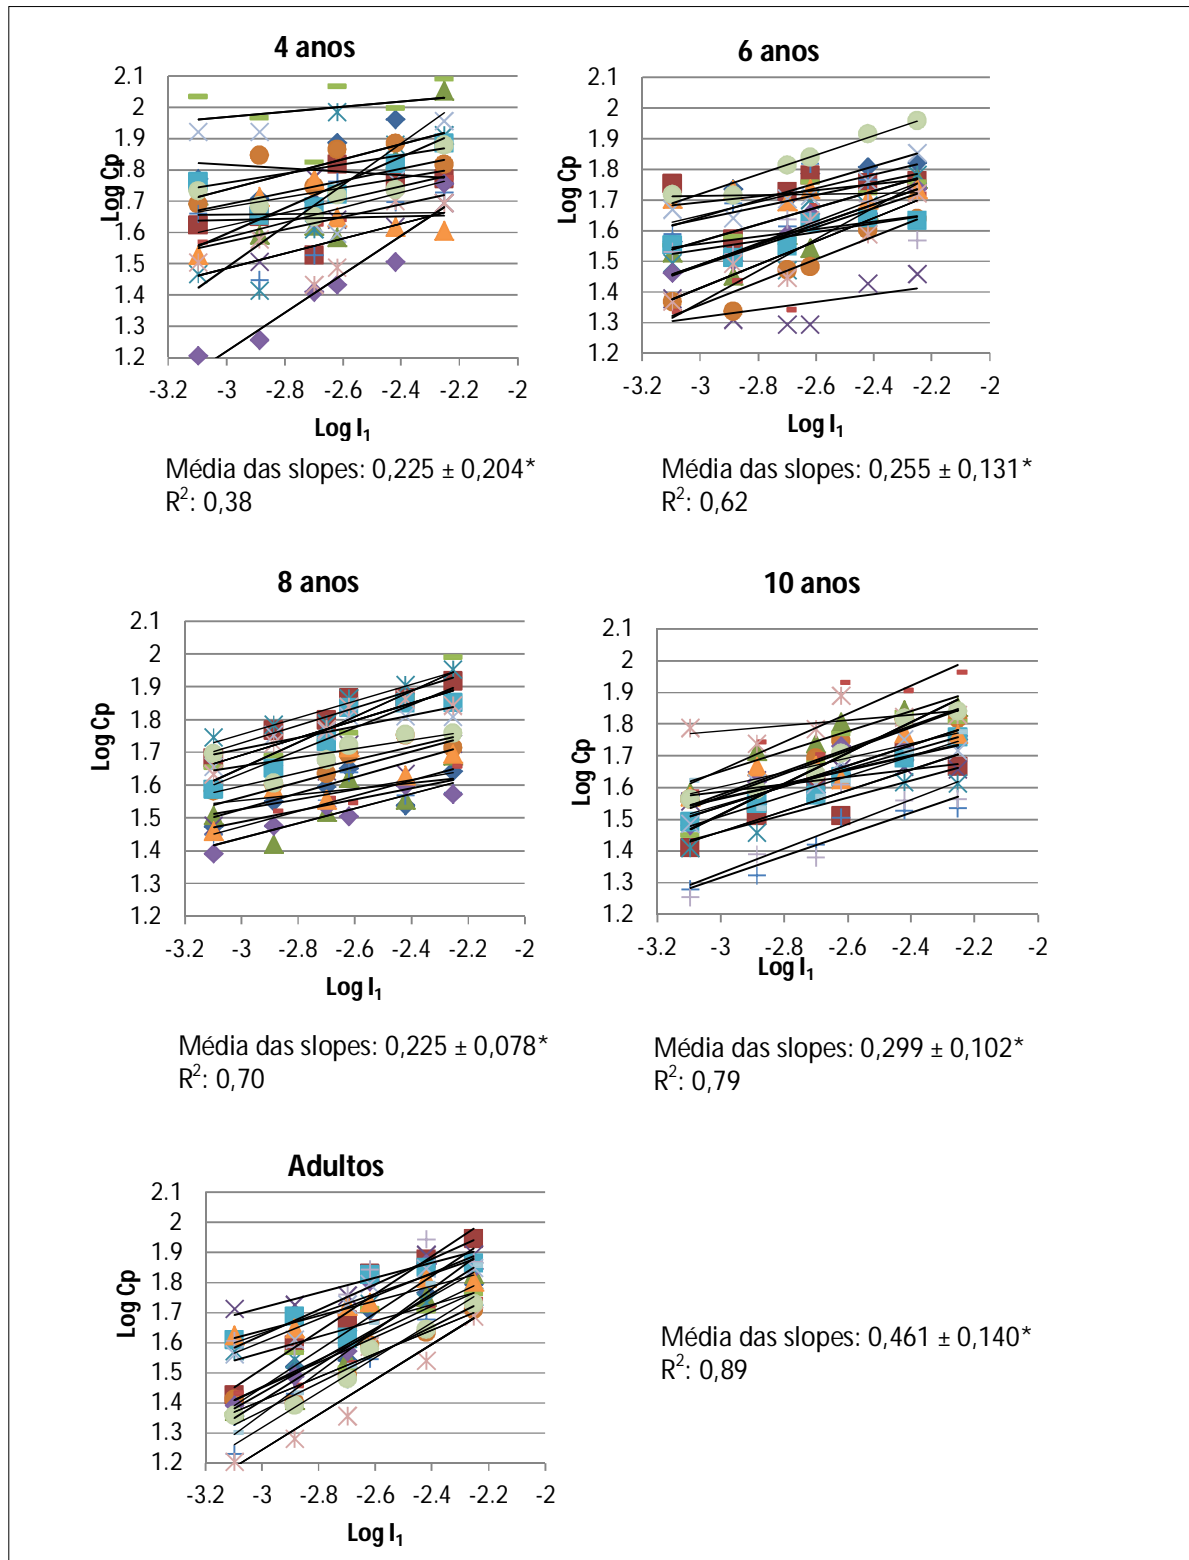 4 anos
2.1
2
1.9
1.8
1.7
1.6
1.5
1.4
1.3
1.2
Log Cp
-3.2 -3 -2.8 -2.6 -2.4 -2.2 -2
Log I₁
Média das slopes: 0,225 ± 0,204*
R²: 0,38
6 anos
2.1
2
1.9
1.8
1.7
1.6
1.5
1.4
1.3
1.2
Log Cp
-3.2 -3 -2.8 -2.6 -2.4 -2.2 -2
Log I₁
Média das slopes: 0,255 ± 0,131*
R²: 0,62
8 anos
2.1
2
1.9
1.8
1.7
1.6
1.5
1.4
1.3
1.2
Log Cp
-3.2 -3 -2.8 -2.6 -2.4 -2.2 -2
Log I₁
Média das slopes: 0,225 ± 0,078*
R²: 0,70
10 anos
2.1
2
1.9
1.8
1.7
1.6
1.5
1.4
1.3
1.2
Log Cp
-3.2 -3 -2.8 -2.6 -2.4 -2.2 -2
Log I₁
Média das slopes: 0,299 ± 0,102*
R²: 0,79
Adultos
2.1
2
1.9
1.8
1.7
1.6
1.5
1.4
1.3
1.2
Log Cp
-3.2 -3 -2.8 -2.6 -2.4 -2.2 -2
Log I₁
Média das slopes: 0,461 ± 0,140*
R²: 0,89